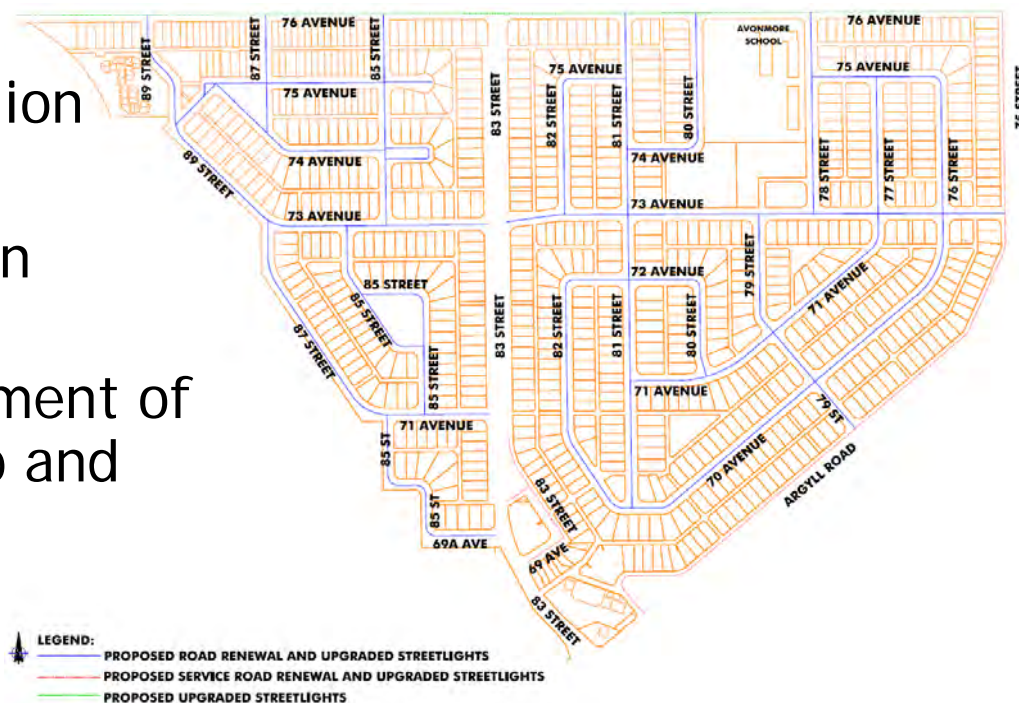 76 AVENUE
76 AVENUE
AVONMORE
SCHOOL
89 STREET
87 STREET
85 STREET
83 STREET
75 AVENUE
75 AVENUE
75 AVENUE
75 STREET
ion
82 STREET
81 STREET
80 STREET
74 AVENUE
74 AVENUE
89 STREET
78 STREET
77 STREET
76 STREET
73 AVENUE
73 AVENUE
n
85 STREET
72 AVENUE
79 STREET
71 AVENUE
85 STREET
87 STREET
83 STREET
82 STREET
81 STREET
80 STREET
85 STREET
ment of
71 AVENUE
79 ST
71 AVENUE
85 ST
and
70 AVENUE
ARGYLL ROAD
83 STREET
85 ST
69A AVE
69 AVE
83 STREET
LEGEND:
PROPOSED ROAD RENEWAL AND UPGRADED STREETLIGHTS
PROPOSED SERVICE ROAD RENEWAL AND UPGRADED STREETLIGHTS
PROPOSED UPGRADED STREETLIGHTS